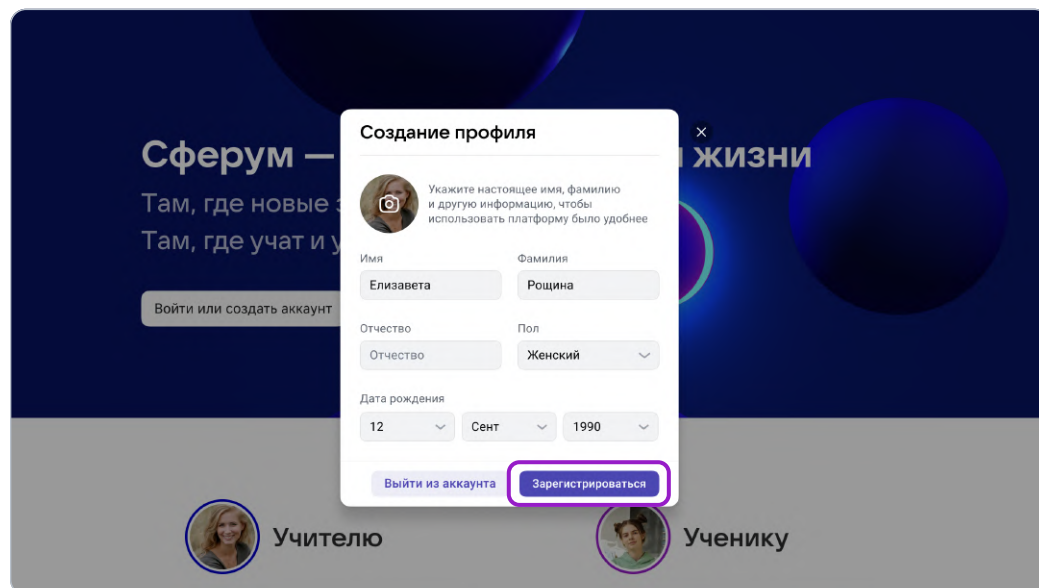 Создание профиля
Сферум —
жизни
Укажите настоящее имя, фамилию
и другую информацию, чтобы
использовать платформу было удобнее
Там, где новые
Там, где учат и
Имя
Фамилия
Елизавета
Рощина
Войти или создать аккаунт
Отчество
Пол
Отчество
Женский
Дата рождения
12
Сент
1990
Выйти из аккаунта
Зарегистрироваться
Учителю
Ученику